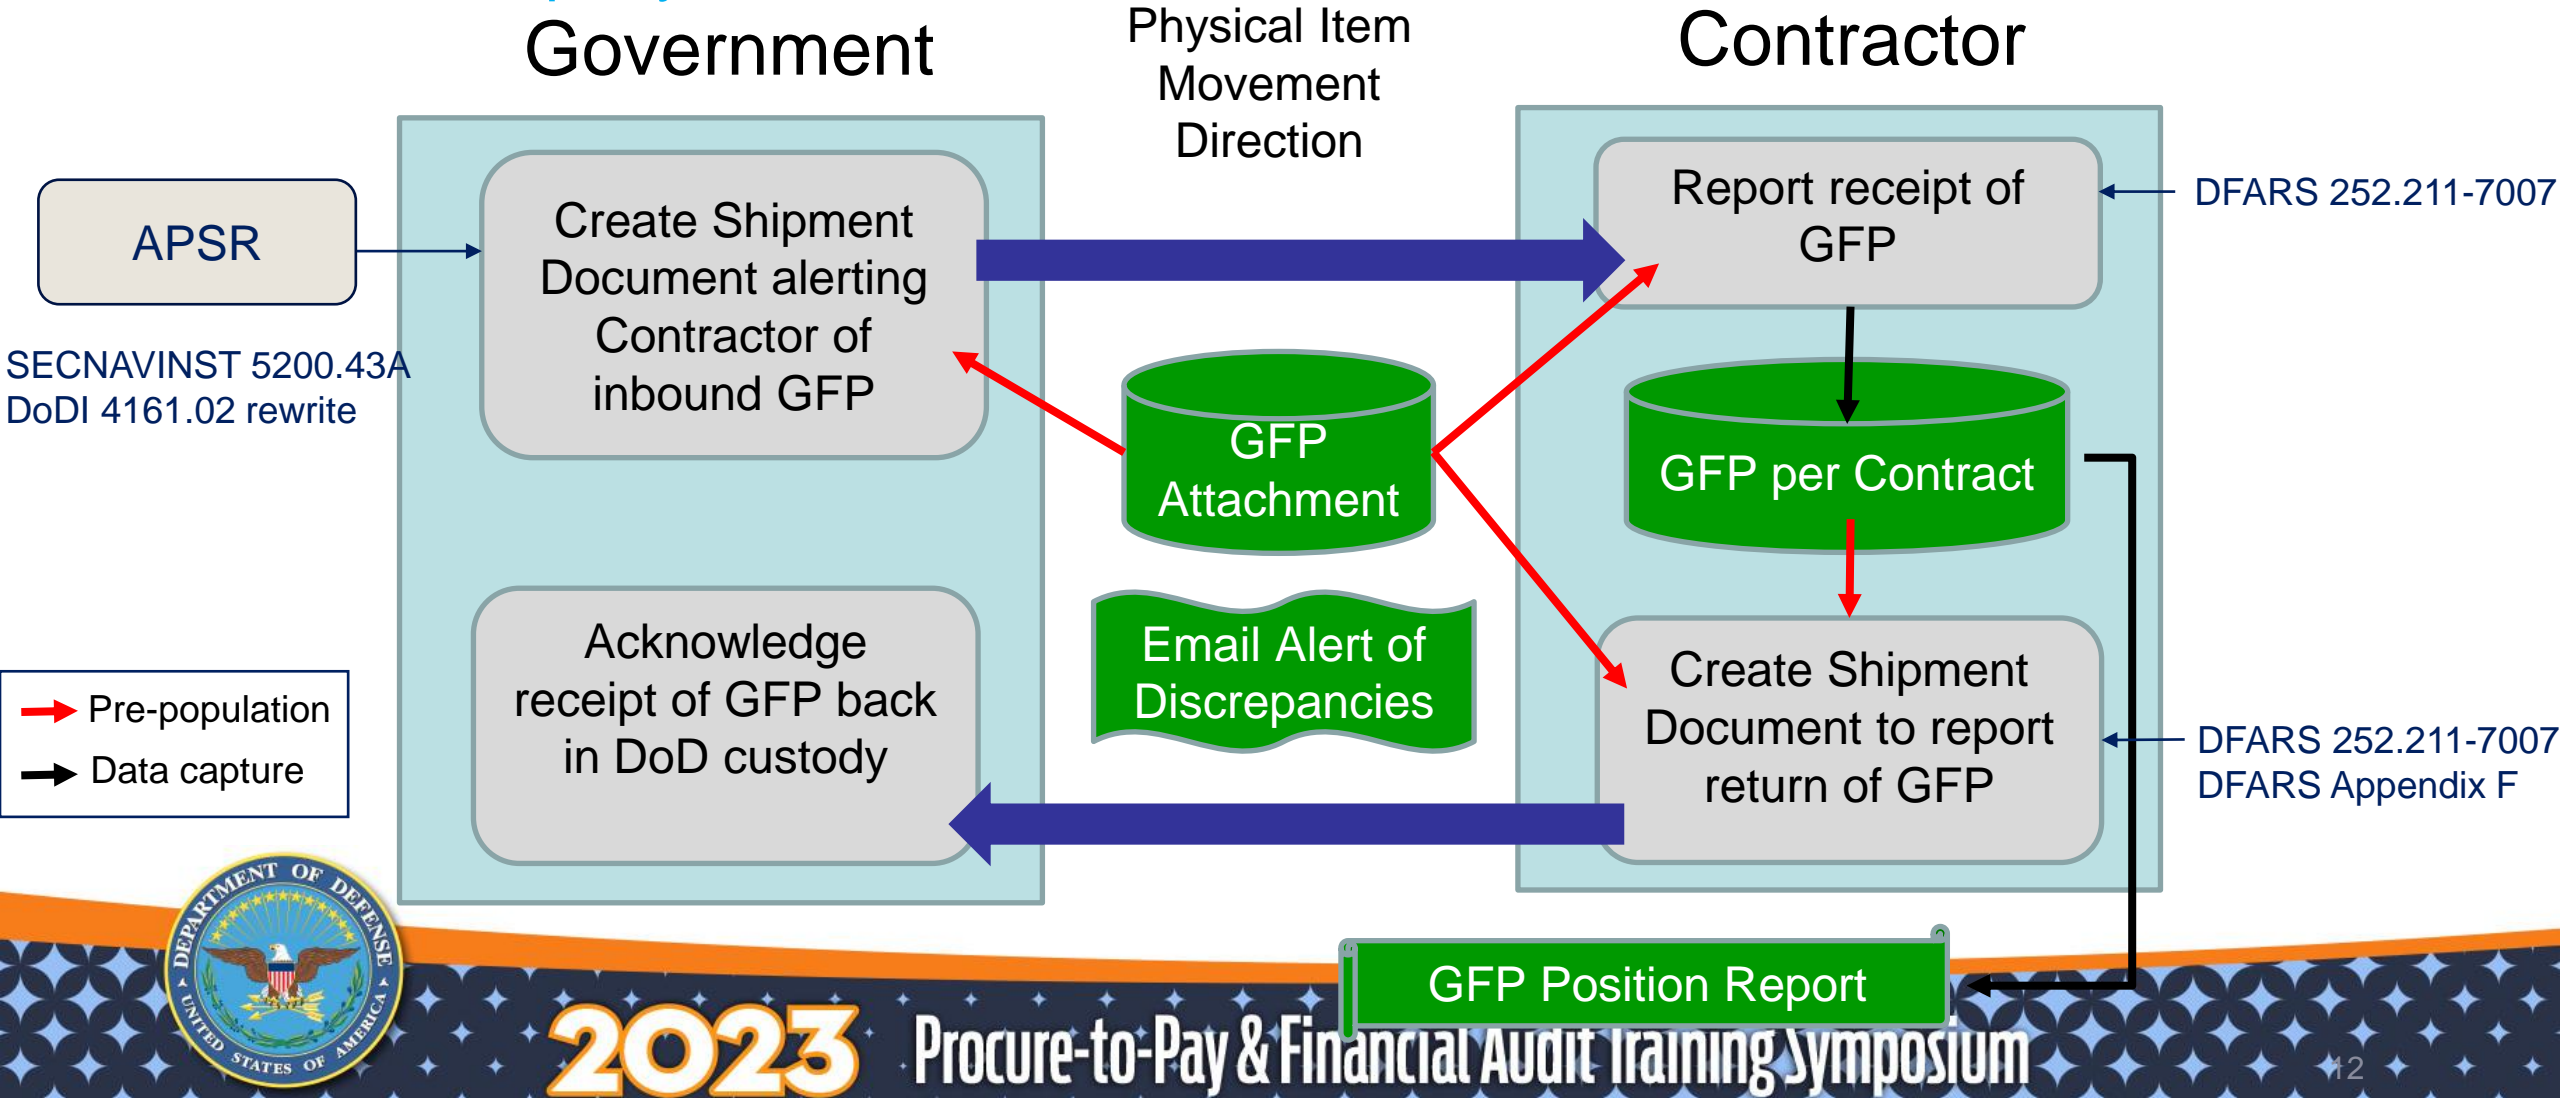 Government
Physical Item
Movement
Direction
Contractor
APSR
SECNAVINST 5200.43A
DoDI 4161.02 rewrite
Create Shipment
Document alerting
Contractor of
inbound GFP
Report receipt of
GFP
DFARS 252.211-7007
GFP
Attachment
GFP per Contract
Email Alert of
Discrepancies
Acknowledge
receipt of GFP back
in DoD custody
Create Shipment
Document to report
return of GFP
DFARS 252.211-7007
DFARS Appendix F
Pre-population
Data capture
GFP Position Report
DEPARTMENT OF DEFENSE
UNITED STATES OF AMERICA
2023 Procure-to-Pay & Financial Audit Training Symposium
12